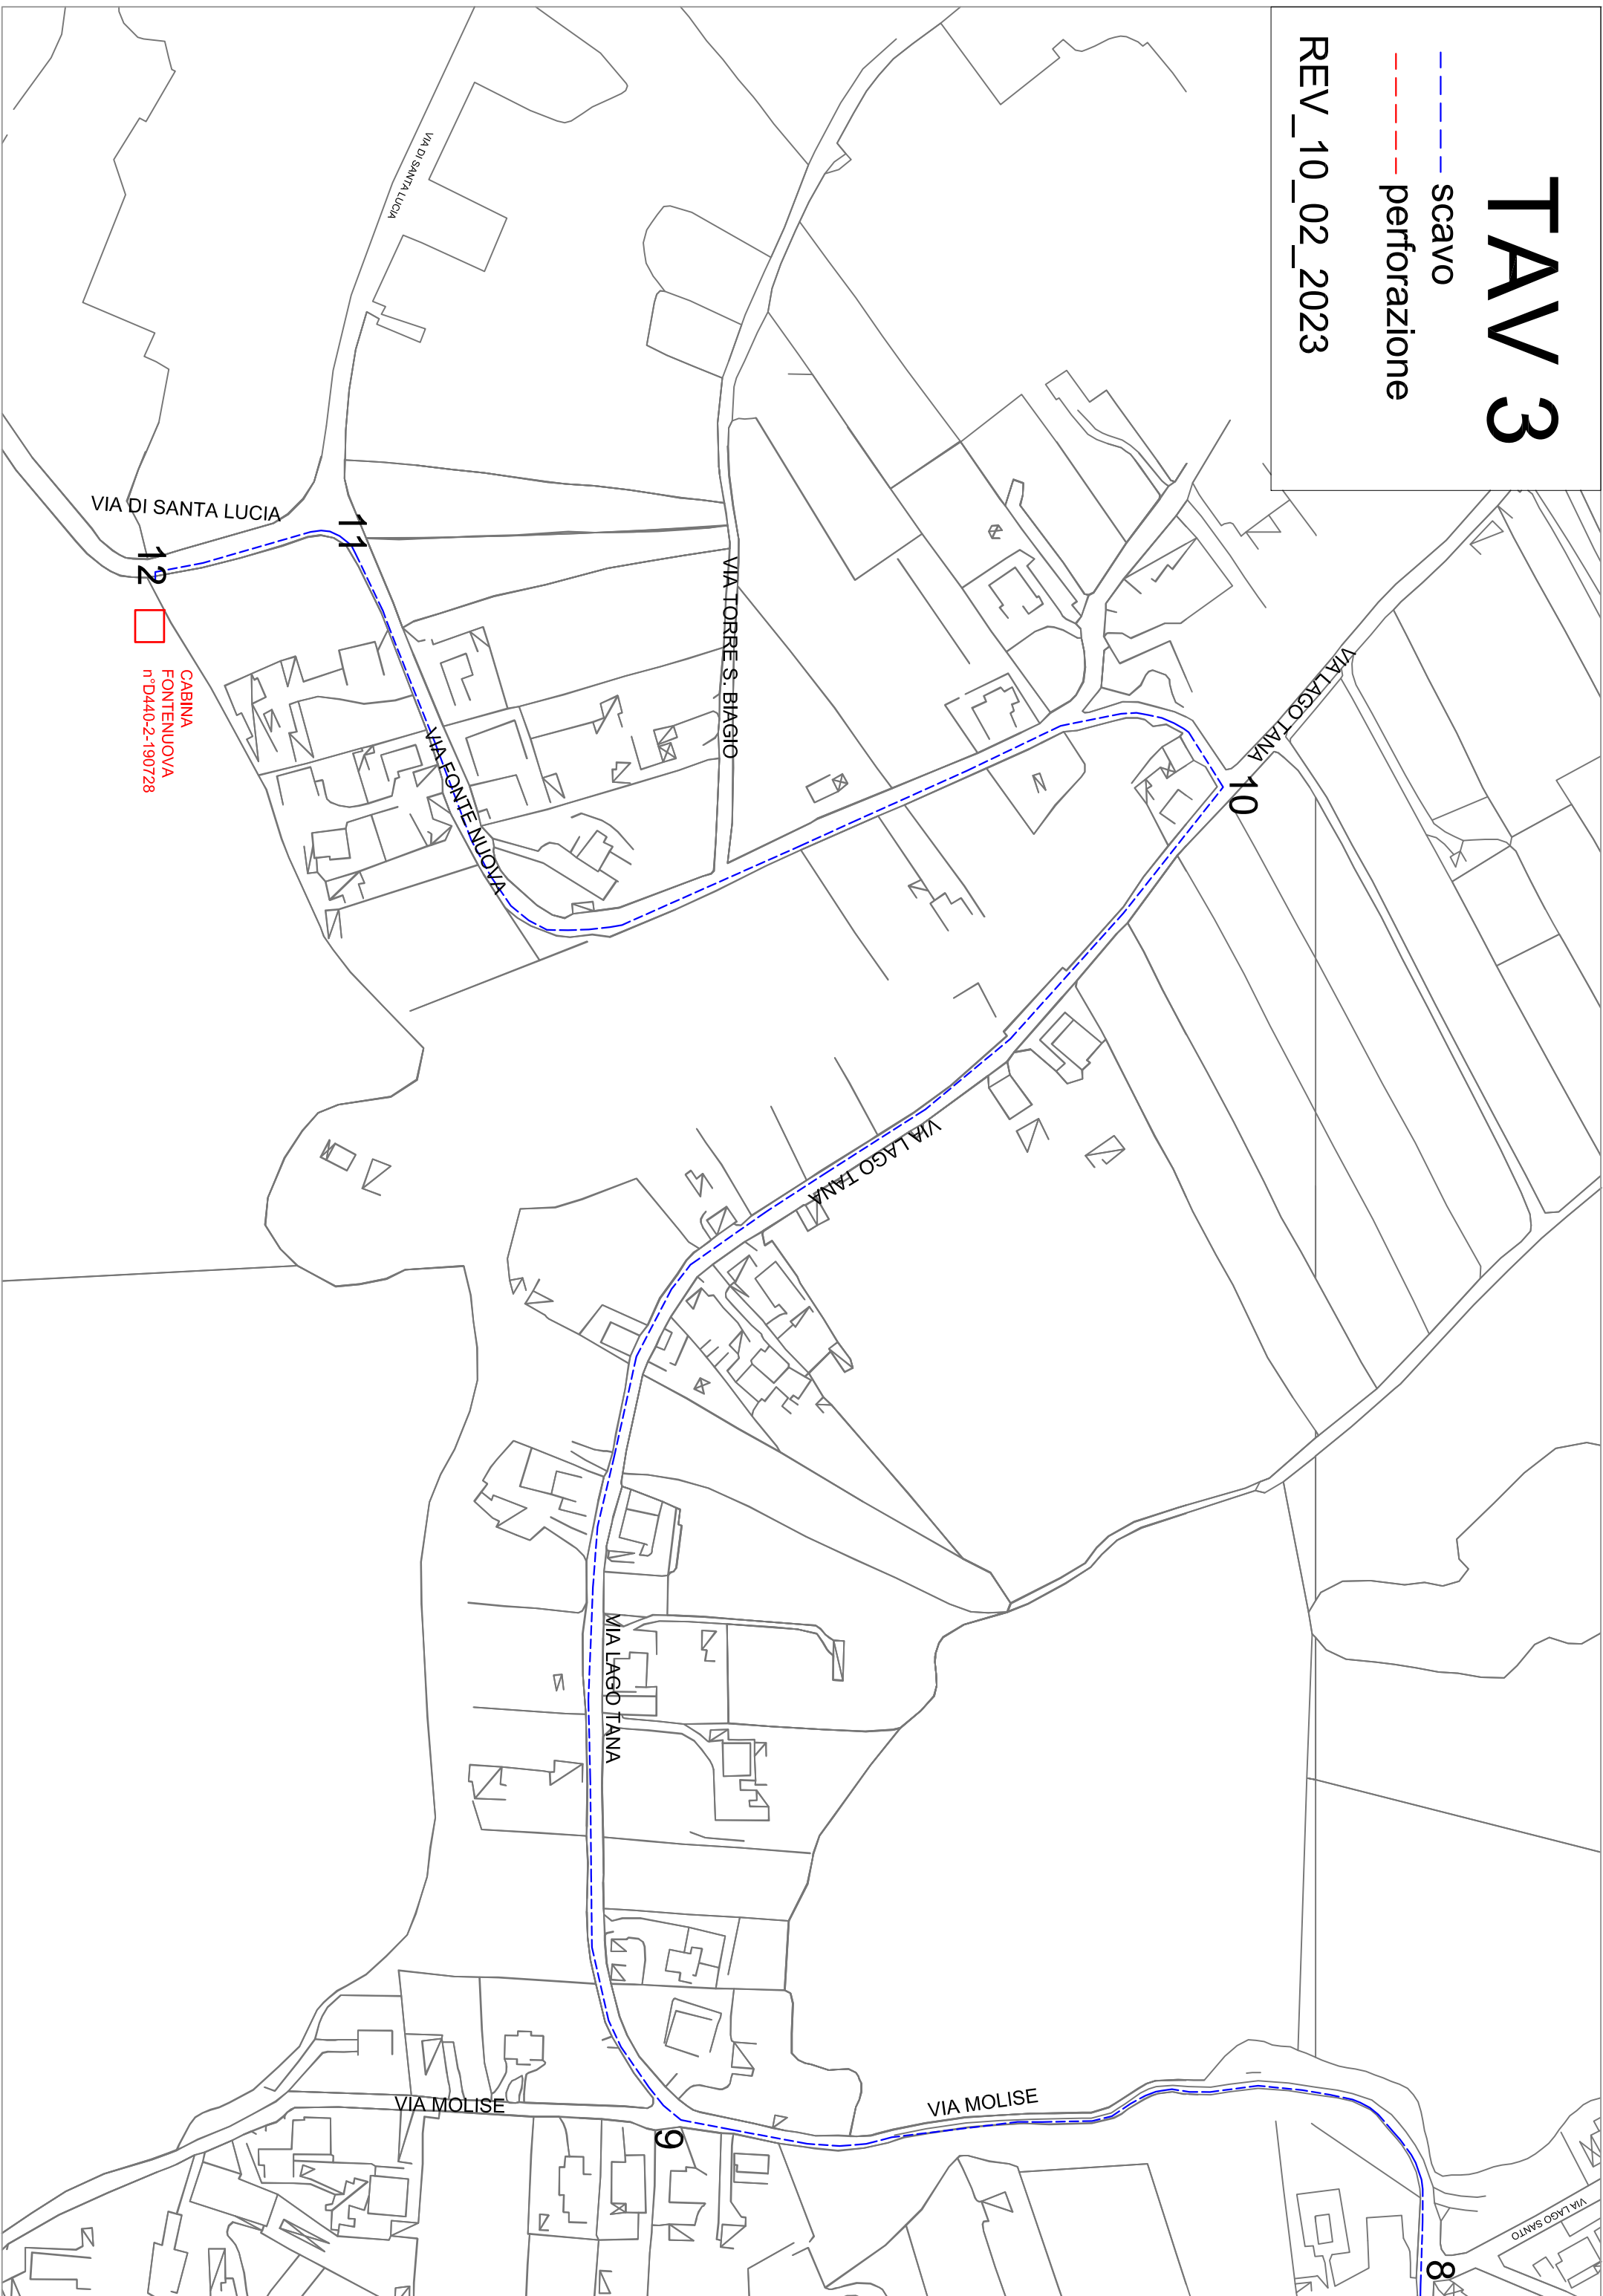 TAV 3
scavo
perforazione
REV_10_02_2023
VIA DI SANTA LUCIA
VIA DI SANTA LUCIA
11
12
CABINA
FONTENUOVA
n°D440-2-190728
VIA FONTE NUOVA
VIA TORRE S. BIAGIO
VIA LAGO TANA
10
VIA LAGO TANA
VIA LAGO TANA
VIA MOLISE
9
VIA MOLISE
VIA LAGO SANTO
8